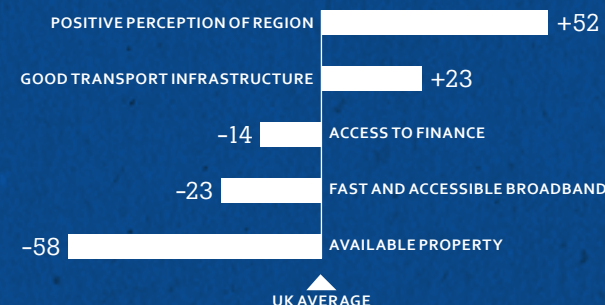 POSITIVE PERCEPTION OF REGION +52
GOOD TRANSPORT INFRASTRUCTURE +23
-14 ACCESS TO FINANCE
-23 FAST AND ACCESSIBLE BROADBAND
-58 AVAILABLE PROPERTY
UK AVERAGE